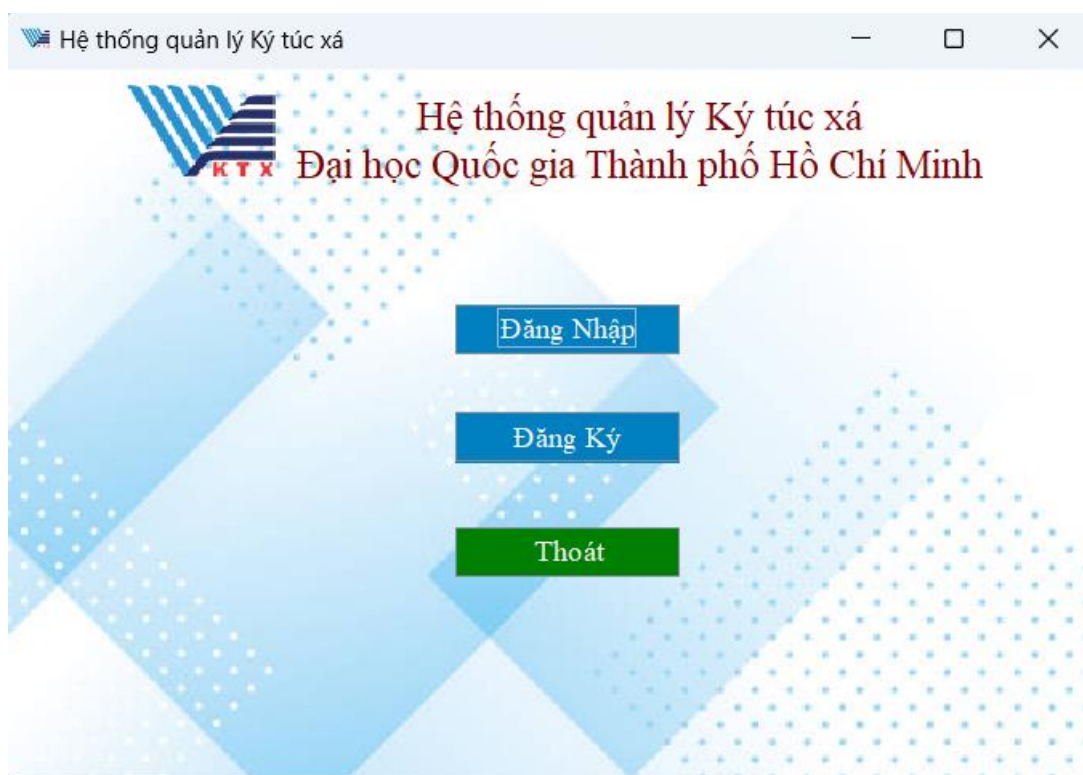 Hệ thống quản lý Ký túc xá
KTX
Hệ thống quản lý Ký túc xá
Đại học Quốc gia Thành phố Hồ Chí Minh
Đăng Nhập
Đăng Ký
Thoát